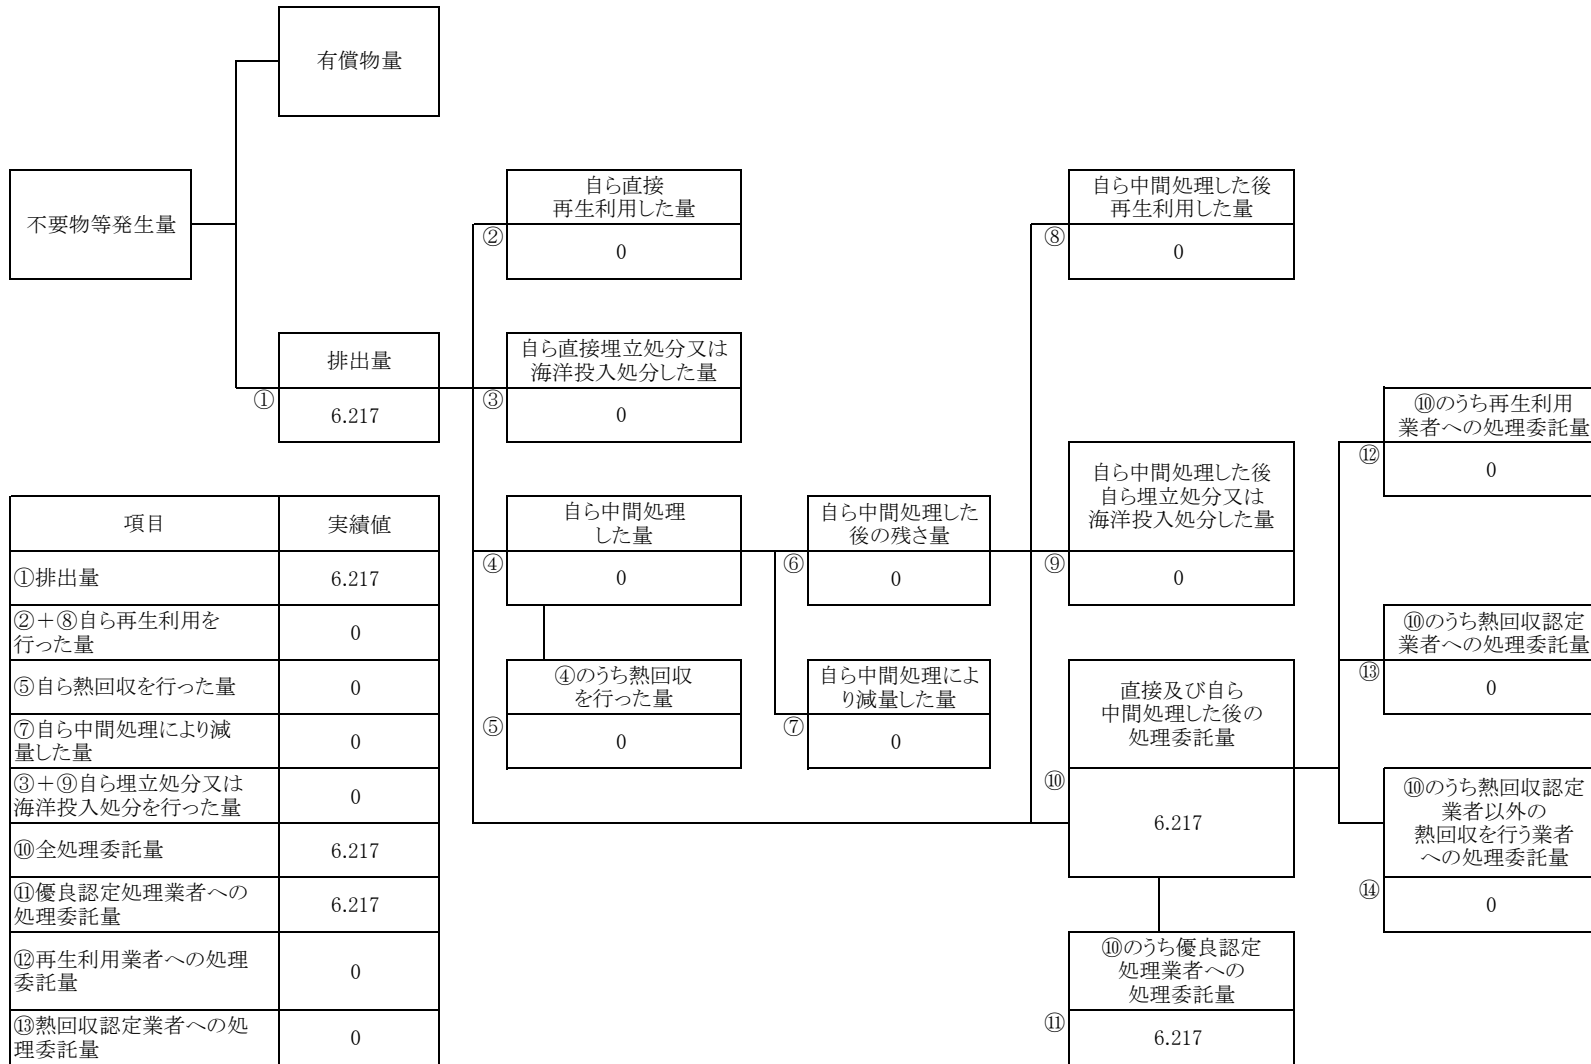 有償物量
不要物等発生量
自ら直接
再生利用した量
②
0
自ら中間処理した後
再生利用した量
⑧
0
排出量
①
6.217
自ら直接埋立処分又は
海洋投入処分した量
③
0
⑩のうち再生利用
業者への処理委託量
⑫
0
自ら中間処理
した量
④
0
自ら中間処理した
後の残さ量
⑥
0
自ら中間処理した後
自ら埋立処分又は
海洋投入処分した量
⑨
0
④のうち熱回収
を行った量
⑤
0
自ら中間処理によ
り減量した量
⑦
0
直接及び自ら
中間処理した後の
処理委託量
⑩
6.217
⑩のうち熱回収認定
業者への処理委託量
⑬
0
⑩のうち熱回収認定
業者以外の
熱回収を行う業者
への処理委託量
⑭
0
⑩のうち優良認定
処理業者への
処理委託量
⑪
6.217
項目 実績値
①排出量 6.217
②+⑧自ら再生利用を
行った量 0
⑤自ら熱回収を行った量 0
⑦自ら中間処理により減
量した量 0
③+⑨自ら埋立処分又は
海洋投入処分を行った量 0
⑩全処理委託量 6.217
⑪優良認定処理業者への
処理委託量 6.217
⑫再生利用業者への処理
委託量 0
⑬熱回収認定業者への処
理委託量 0